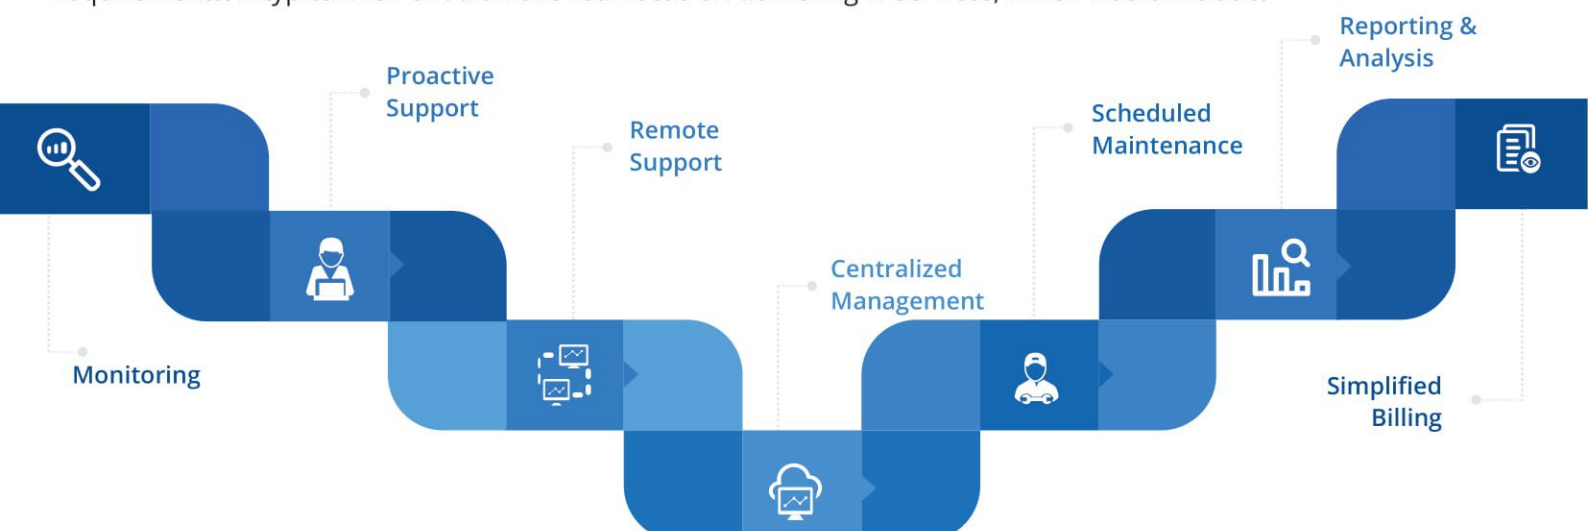 Monitoring
Proactive
Support
Remote
Support
Centralized
Management
Scheduled
Maintenance
Reporting &
Analysis
Simplified
Billing